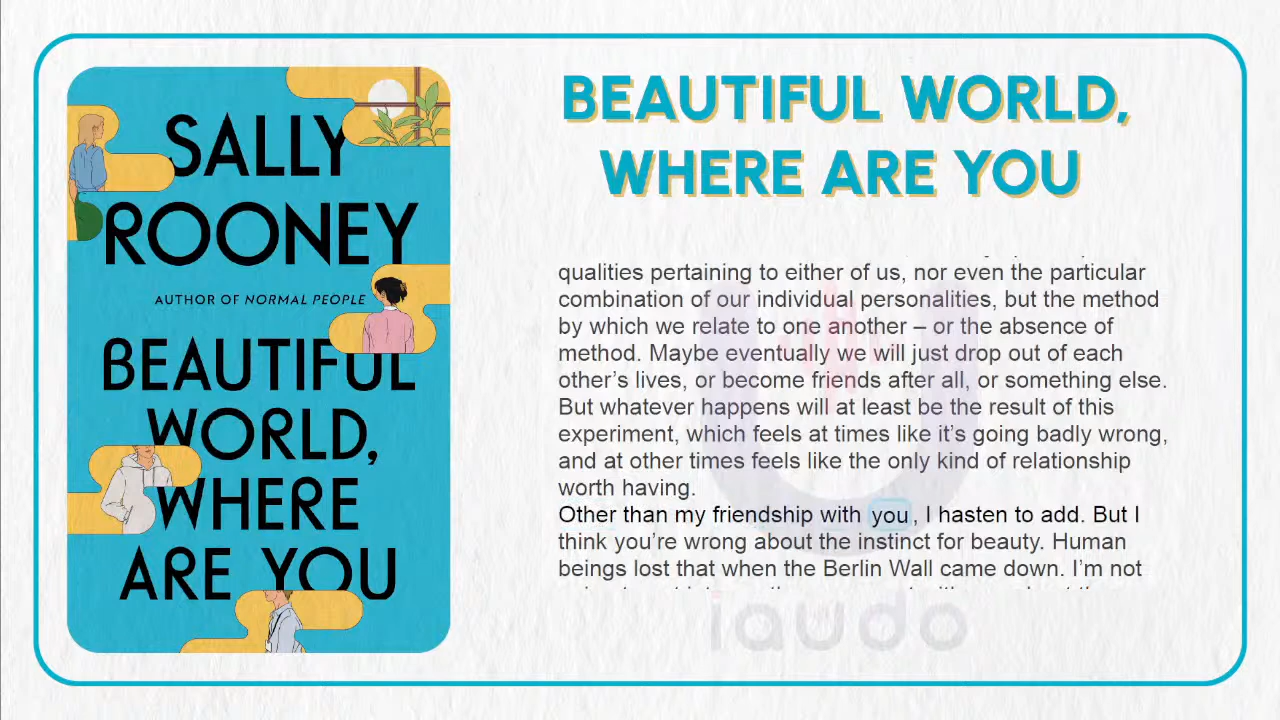 SALLY
ROONEY
AUTHOR OF NORMAL PEOPLE
BEAUTIFUL
WORLD,
WHERE
ARE YOU
BEAUTIFUL WORLD,
WHERE ARE YOU
qualities pertaining to either of us, nor even the particular
combination of our individual personalities, but the method
by which we relate to one another – or the absence of
method. Maybe eventually we will just drop out of each
other’s lives, or become friends after all, or something else.
But whatever happens will at least be the result of this
experiment, which feels at times like it’s going badly wrong,
and at other times feels like the only kind of relationship
worth having.
Other than my friendship with you, I hasten to add. But I
think you’re wrong about the instinct for beauty. Human
beings lost that when the Berlin Wall came down. I’m not
iaudo